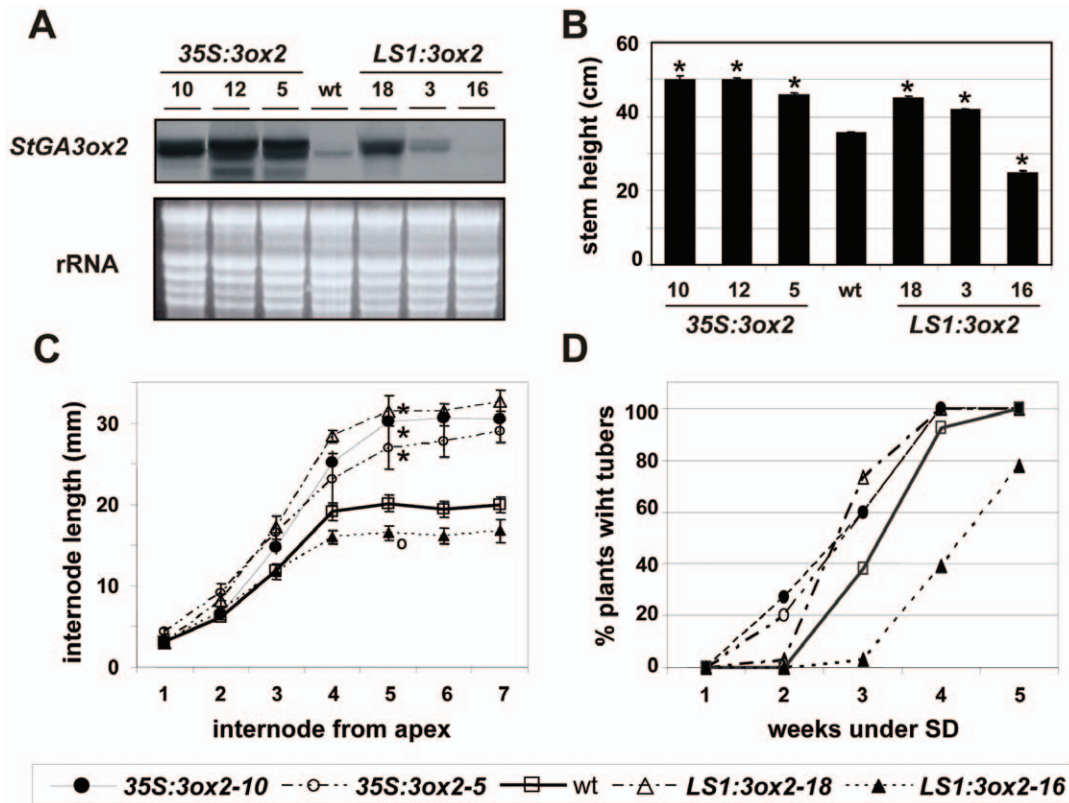 A
35S:3ox2 LS1:3ox2
10 12 5 wt 18 3 16
StGA3ox2
rRNA
B
60
40
20
0
stem height (cm)
* * * * * *
10 12 5 wt 18 3 16
35S:3ox2 LS1:3ox2
C
30
20
10
0
internode length (mm)
*
*
*
o
1 2 3 4 5 6 7
internode from apex
D
100
80
60
40
20
0
% plants wiht tubers
1 2 3 4 5
weeks under SD
35S:3ox2-10 35S:3ox2-5 wt LS1:3ox2-18 LS1:3ox2-16